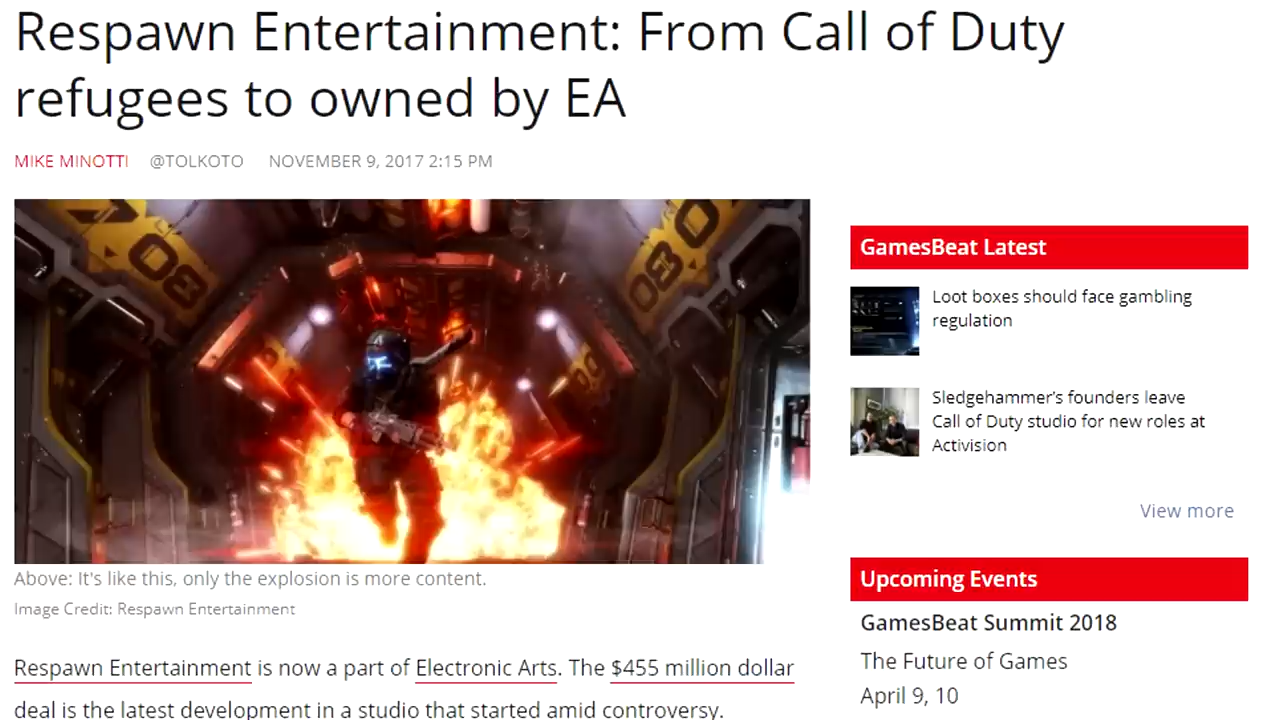 Respawn Entertainment: From Call of Duty
refugees to owned by EA
MIKE MINOTTI @TOLKOTO NOVEMBER 9, 2017 2:15 PM
08
08
Above: It's like this, only the explosion is more content.
Image Credit: Respawn Entertainment
Respawn Entertainment is now a part of Electronic Arts. The $455 million dollar
deal is the latest development in a studio that started amid controversy.
GamesBeat Latest
Loot boxes should face gambling
regulation
Sledgehammer's founders leave
Call of Duty studio for new roles at
Activision
View more
Upcoming Events
GamesBeat Summit 2018
The Future of Games
April 9, 10